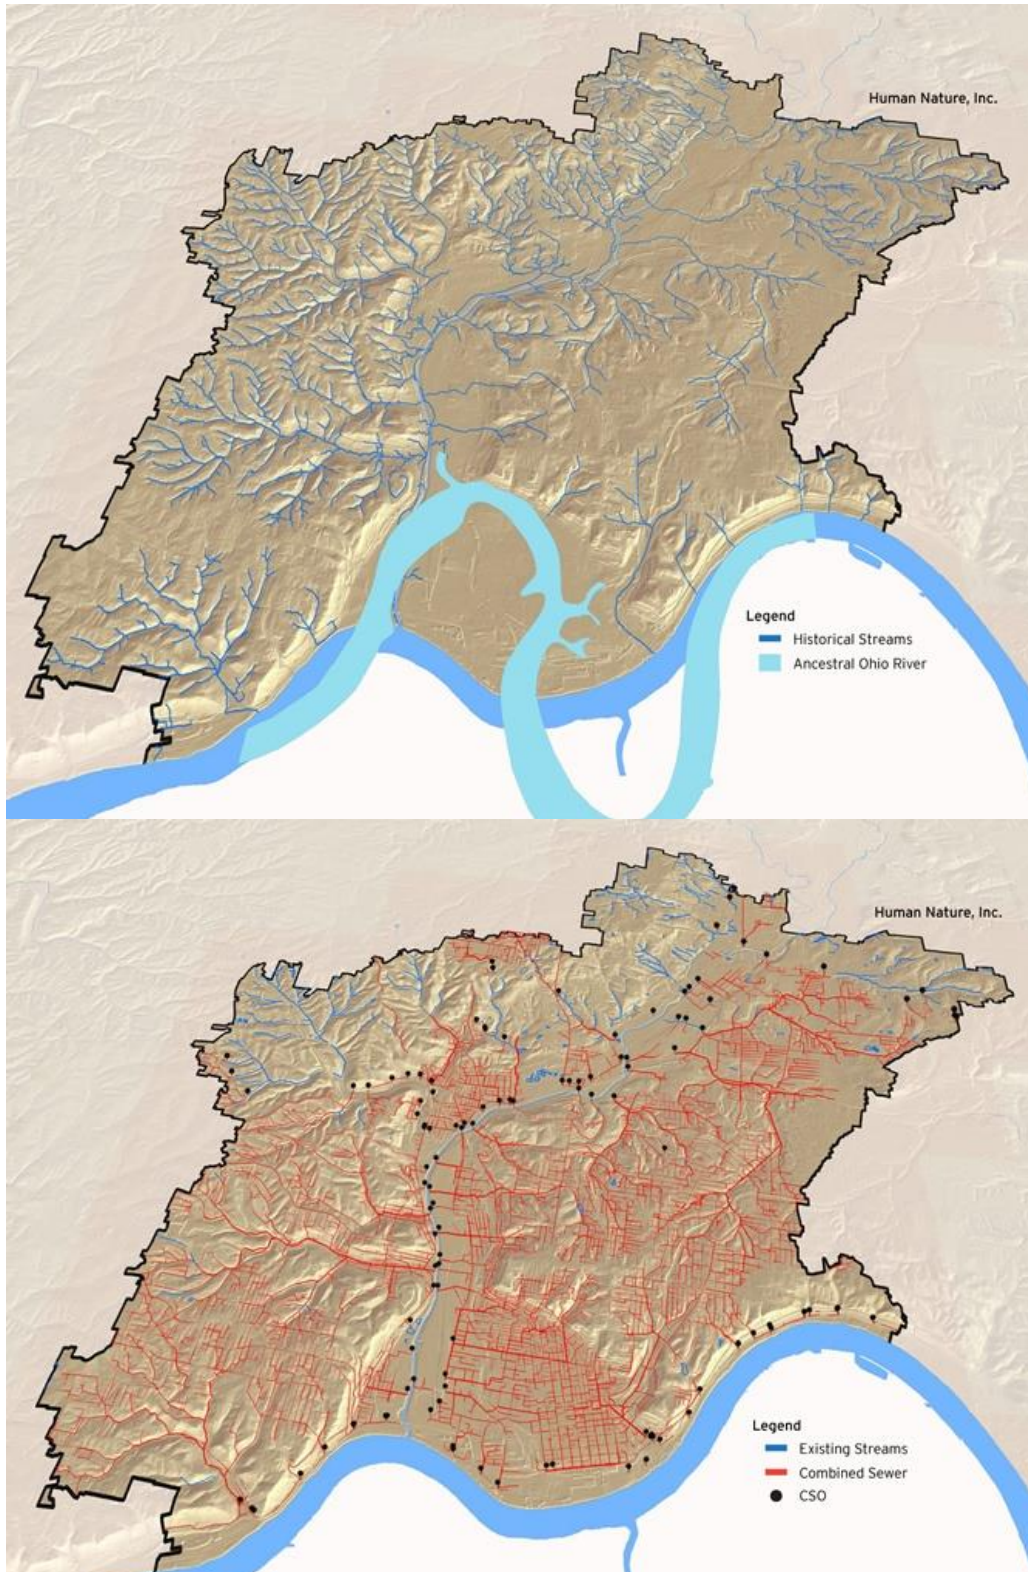 Human Nature, Inc.
Legend
Historical Streams
Ancestral Ohio River
Human Nature, Inc.
Legend
Existing Streams
Combined Sewer
CSO